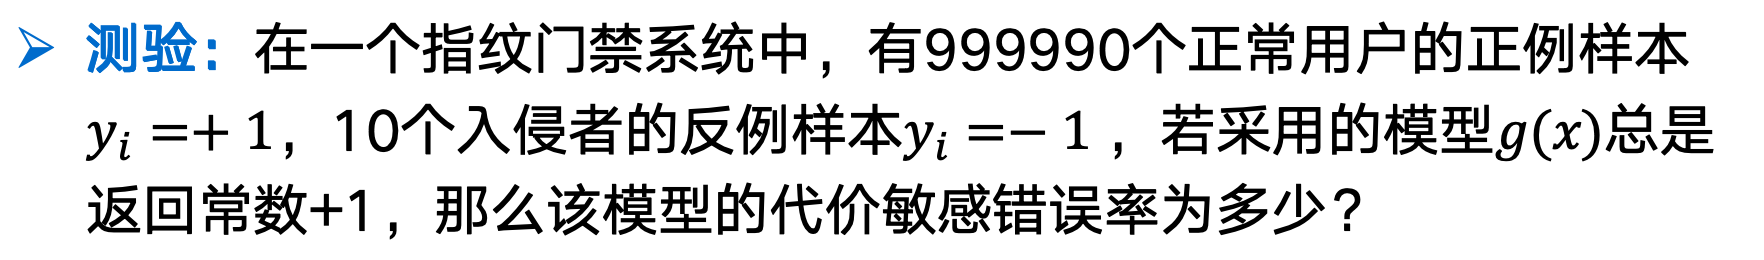 ➢ 测验：在一个指纹门禁系统中，有999990个正常用户的正例样本
yᵢ =+ 1，10个入侵者的反例样本yᵢ =− 1 ，若采用的模型g(x)总是
返回常数+1，那么该模型的代价敏感错误率为多少？